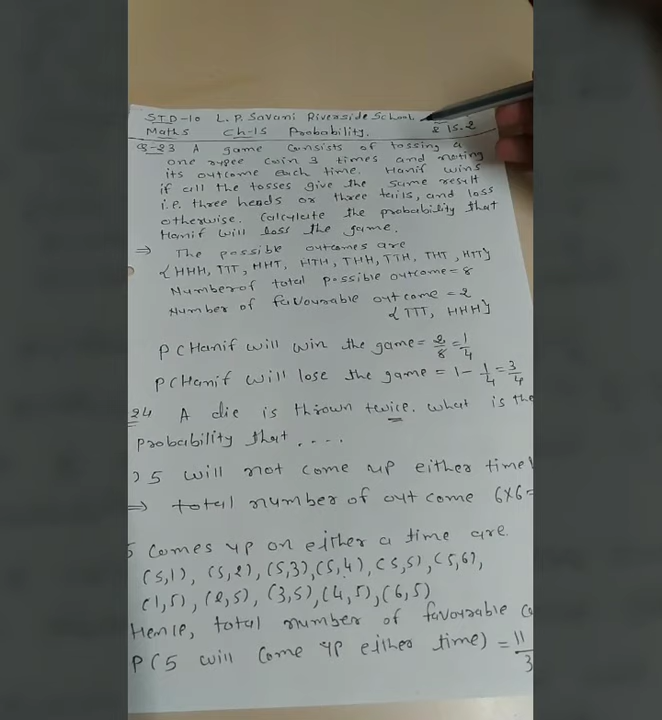 STD-10 L.P. Savani Riverside School
Maths Ch-15 Probability. 2 15.2
Q-23 A game consists of tossing a
one rupee coin 3 times and noting
its outcome each time. Hanif wins
if all the tosses give the same result
i.e. three heads or three tails, and loss
otherwise. Calculate the probability that
Hanif will loss the game.
⇒ The possible outcomes are
{HHH, TTT, HHT, HTH, THH, TTH, THT, HTT}
Number of total possible outcome = 8
Number of favourable outcome = 2
{TTT, HHH}
P(Hanif will win the game = 2/8 = 1/4
P(Hanif will lose the game = 1 - 1/4 = 3/4
24 A die is thrown twice. what is the
probability that ....
) 5 will not come up either time
⇒ total number of out come 6x6=
5 comes up on either a time are.
(5,1), (5,2), (5,3), (5,4), (5,5), (5,6),
(1,5), (2,5), (3,5), (4,5), (6,5)
Hence, total number of favourable
P(5 will come up either time) = 11/3